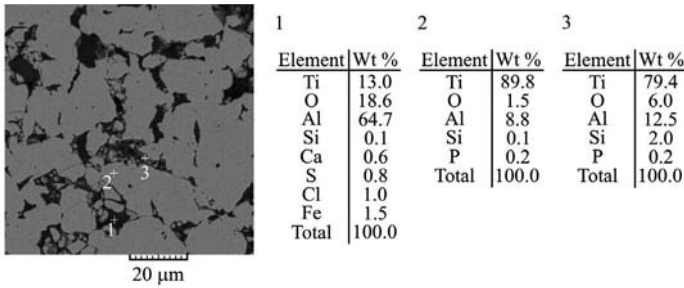 1
Element Wt %
Ti 13.0
O 18.6
Al 64.7
Si 0.1
Ca 0.6
S 0.8
Cl 1.0
Fe 1.5
Total 100.0
2
Element Wt %
Ti 89.8
O 1.5
Al 8.8
Si 0.1
P 0.2
Total 100.0
3
Element Wt %
Ti 79.4
O 6.0
Al 12.5
Si 2.0
P 0.2
Total 100.0
2
3
1
20 μm